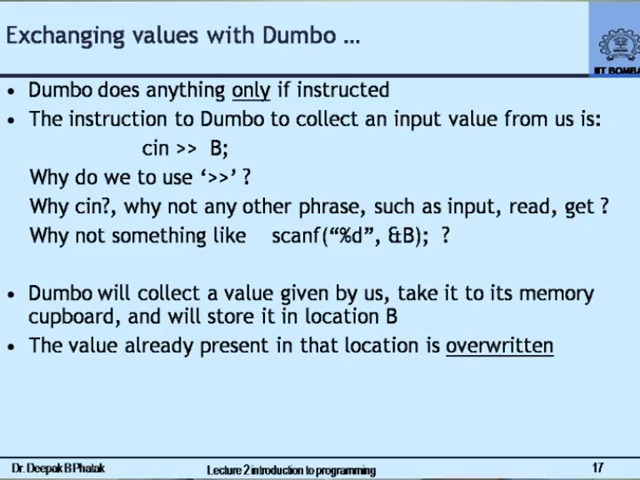 Exchanging values with Dumbo ...
IIT BOMBA
• Dumbo does anything only if instructed
• The instruction to Dumbo to collect an input value from us is:
cin >> B;
Why do we to use ‘>>’ ?
Why cin?, why not any other phrase, such as input, read, get ?
Why not something like scanf(“%d”, &B); ?
• Dumbo will collect a value given by us, take it to its memory
cupboard, and will store it in location B
• The value already present in that location is overwritten
Dr. Deepak B Phatak
Lecture 2 introduction to programming
17